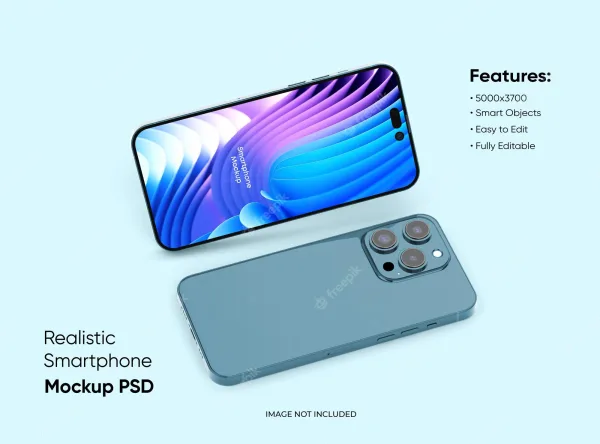 Features:
• 5000x3700
• Smart Objects
• Easy to Edit
• Fully Editable
Smartphone
Mockup
freepik
freepik
Realistic
Smartphone
Mockup PSD
IMAGE NOT INCLUDED